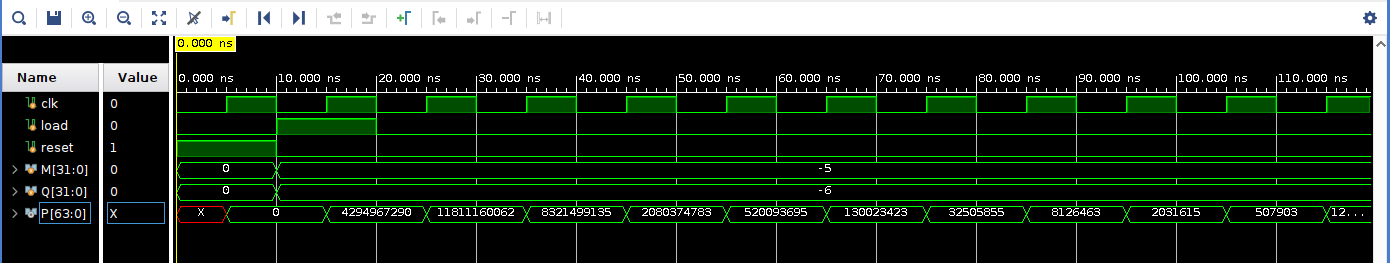 0.000 ns
0.000 ns 10.000 ns 20.000 ns 30.000 ns 40.000 ns 50.000 ns 60.000 ns 70.000 ns 80.000 ns 90.000 ns 100.000 ns 110.000 ns
Name Value
clk 0
load 0
reset 1
M[31:0] 0 0 -5
Q[31:0] 0 0 -6
P[63:0] X X 0 4294967290 11811160062 8321499135 2080374783 520093695 130023423 32505855 8126463 2031615 507903 12...